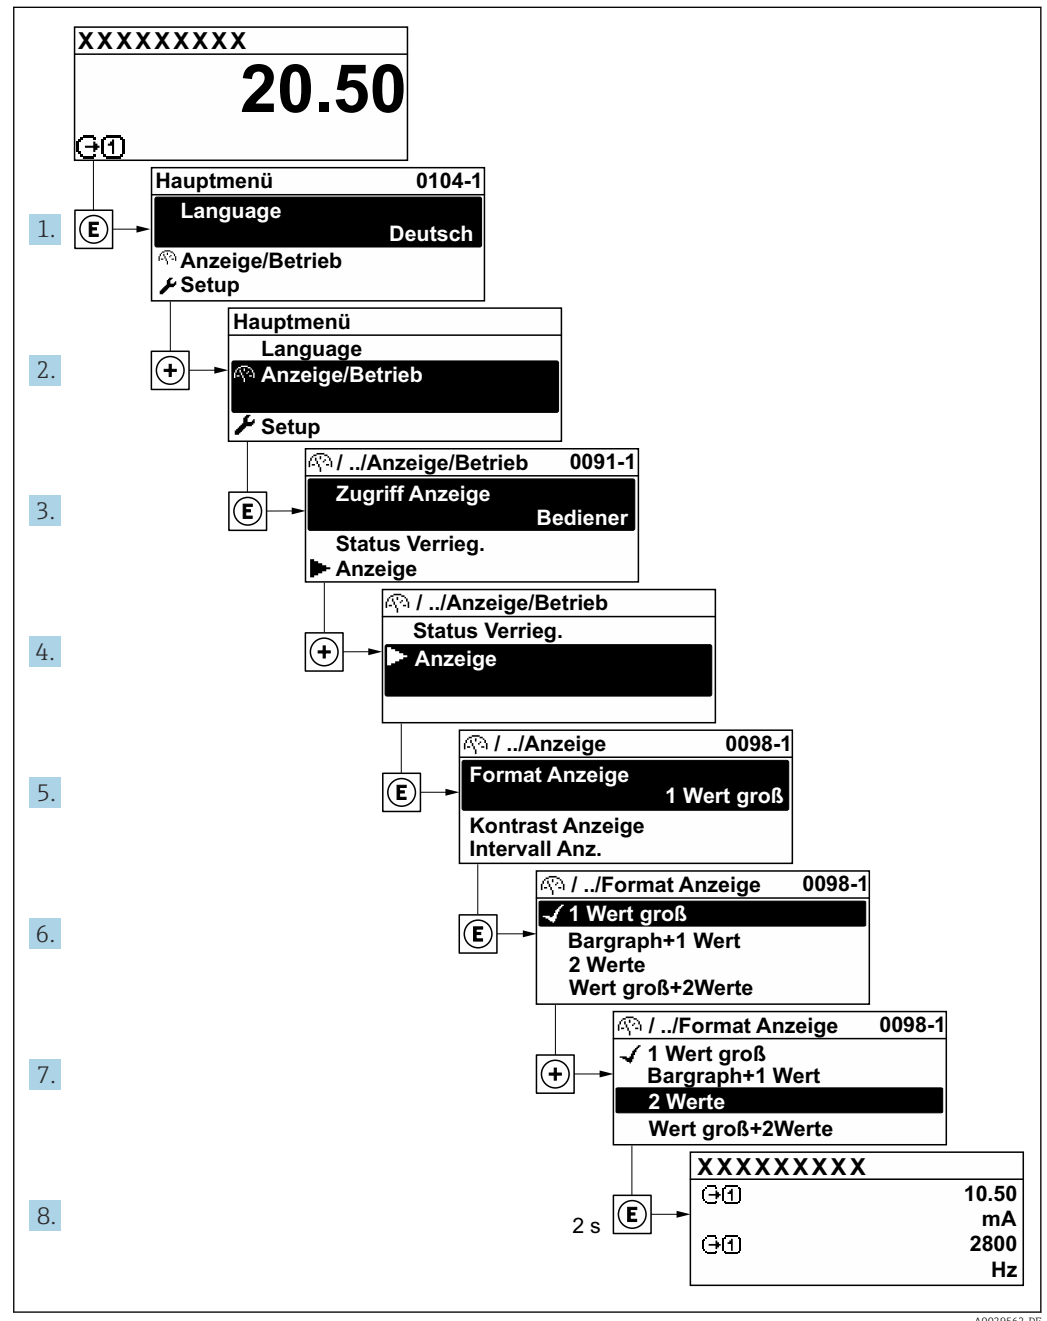 XXXXXXXXX
20.50
1
Hauptmenü 0104-1
1. E Language
Deutsch
Anzeige/Betrieb
Setup
Hauptmenü
Language
2. + Anzeige/Betrieb
Setup
/ ../Anzeige/Betrieb 0091-1
Zugriff Anzeige
3. E Bediener
Status Verrieg.
Anzeige
/ ../Anzeige/Betrieb
Status Verrieg.
4. + Anzeige
/ ../Anzeige 0098-1
Format Anzeige
5. E 1 Wert groß
Kontrast Anzeige
Intervall Anz.
/ ../Format Anzeige 0098-1
1 Wert groß
6. E Bargraph+1 Wert
2 Werte
Wert groß+2Werte
/ ../Format Anzeige 0098-1
1 Wert groß
7. + Bargraph+1 Wert
2 Werte
Wert groß+2Werte
XXXXXXXXX
1 10.50
8. 2 s E mA
1 2800
Hz